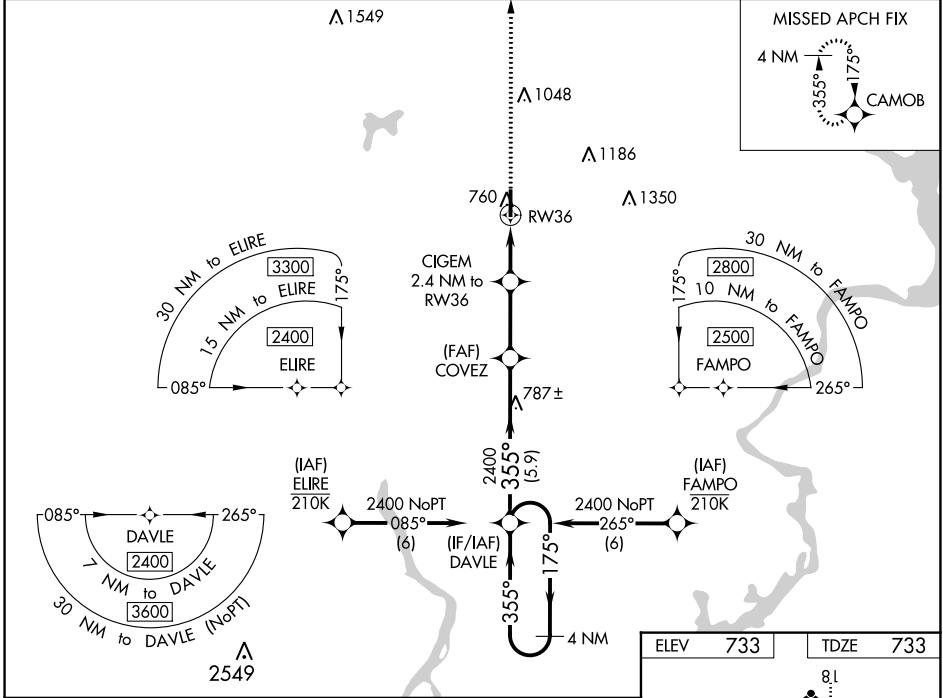 1549
1048
1186
760
1350
RW36
MISSED APCH FIX
4 NM
355°
175°
CAMOB
30 NM to ELIRE
3300
15 NM to ELIRE
175°
2400
ELIRE
085°
CIGEM
2.4 NM to
RW36
(FAF)
COVEZ
787±
30 NM to FAMPO
2800
175°
10 NM to FAMPO
2500
FAMPO
265°
2400
355°
(5.9)
(IAF)
ELIRE
210K
2400 NoPT
085°
(6)
(IF/IAF)
DAVLE
2400 NoPT
265°
(6)
(IAF)
FAMPO
210K
175°
355°
4 NM
085°
265°
DAVLE
2400
7 NM to DAVLE
3600
30 NM to DAVLE (NoPT)
2549
ELEV 733
TDZE 733
18